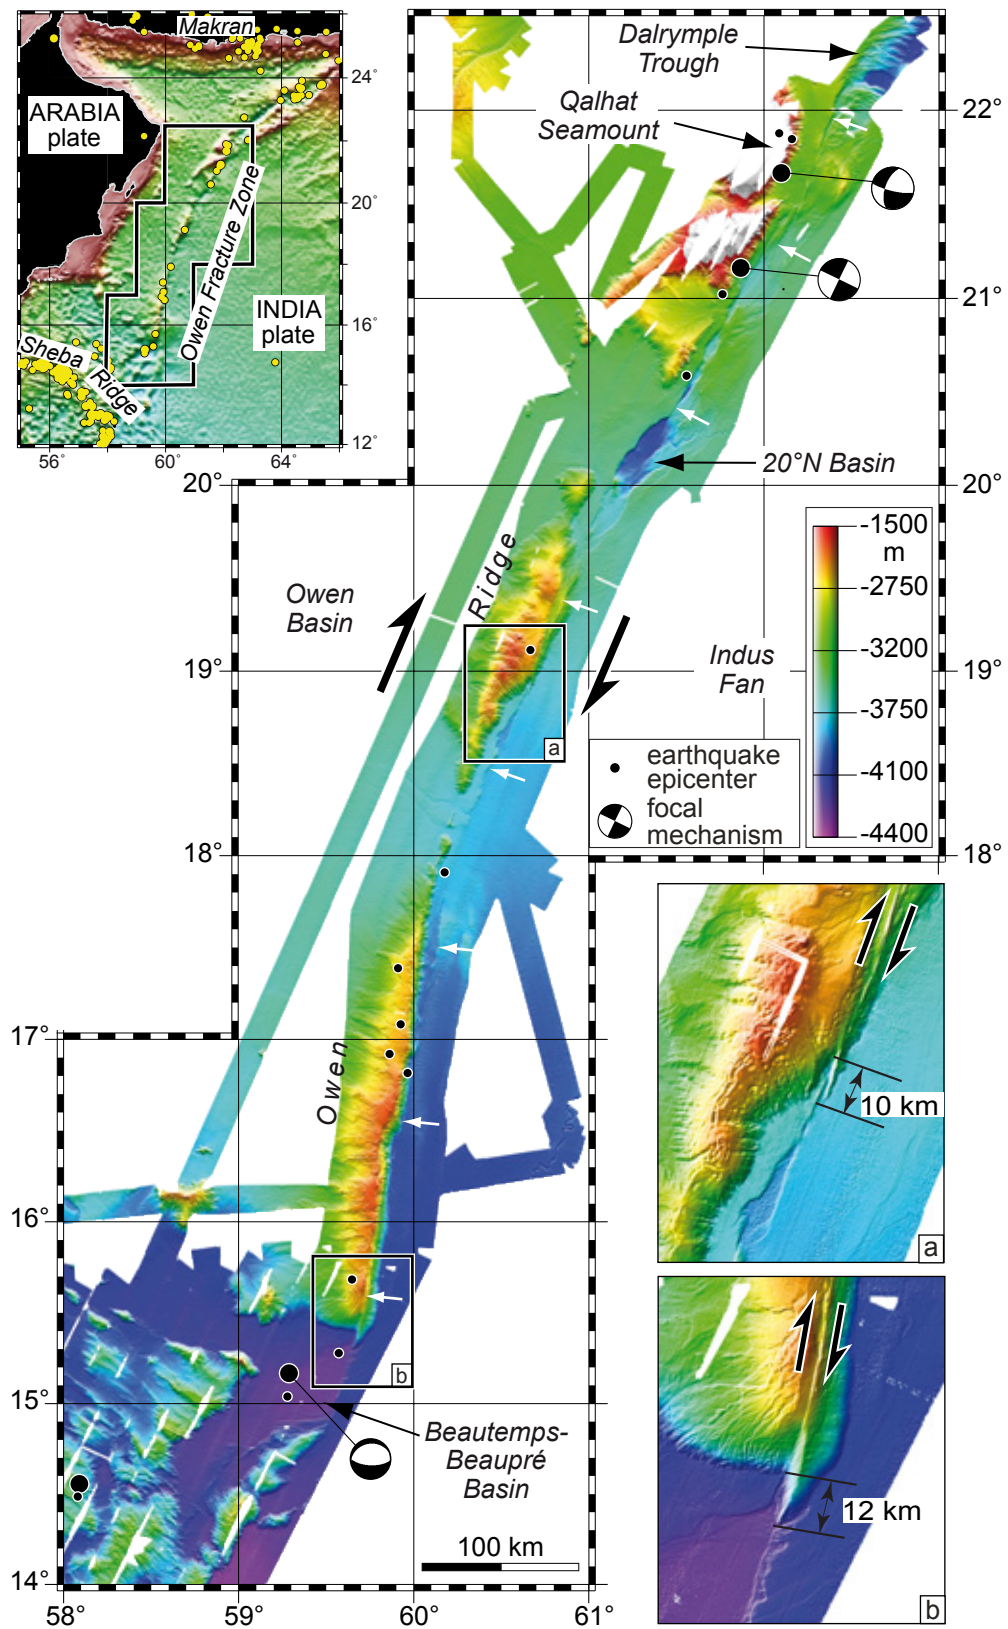 Makran
24°
ARABIA
plate
20°
Owen Fracture Zone
INDIA
plate
16°
Sheba
Ridge
12°
56°
60°
64°
Dalrymple
Trough
22°
Qalhat
Seamount
21°
20°N Basin
20°
20°
-1500
m
-2750
-3200
-3750
-4100
-4400
Ridge
Owen
Basin
19°
19°
Indus
Fan
a
earthquake
epicenter
focal
mechanism
18°
18°
17°
Owen
10 km
a
16°
b
15°
Beautemps-
Beaupré
Basin
12 km
100 km
14°
b
58°
59°
60°
61°